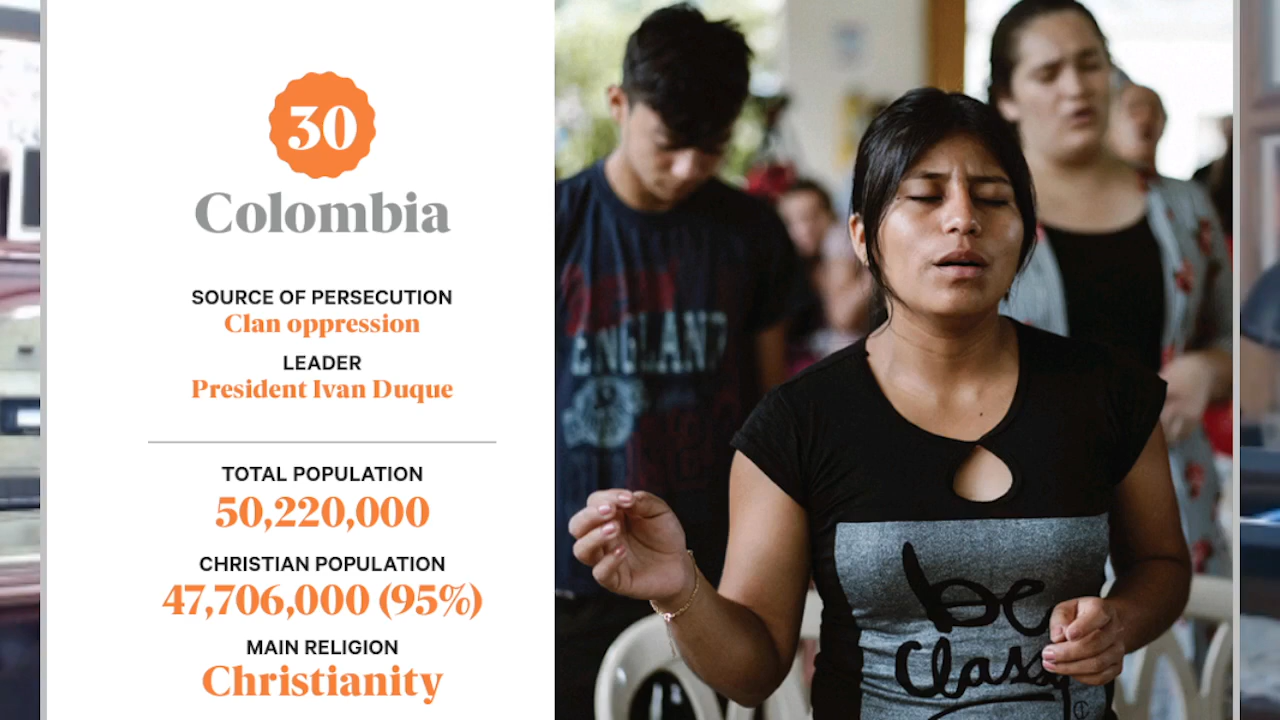 30
Colombia
SOURCE OF PERSECUTION
Clan oppression
LEADER
President Ivan Duque
TOTAL POPULATION
50,220,000
CHRISTIAN POPULATION
47,706,000 (95%)
MAIN RELIGION
Christianity
ENGLAND
be
Classy